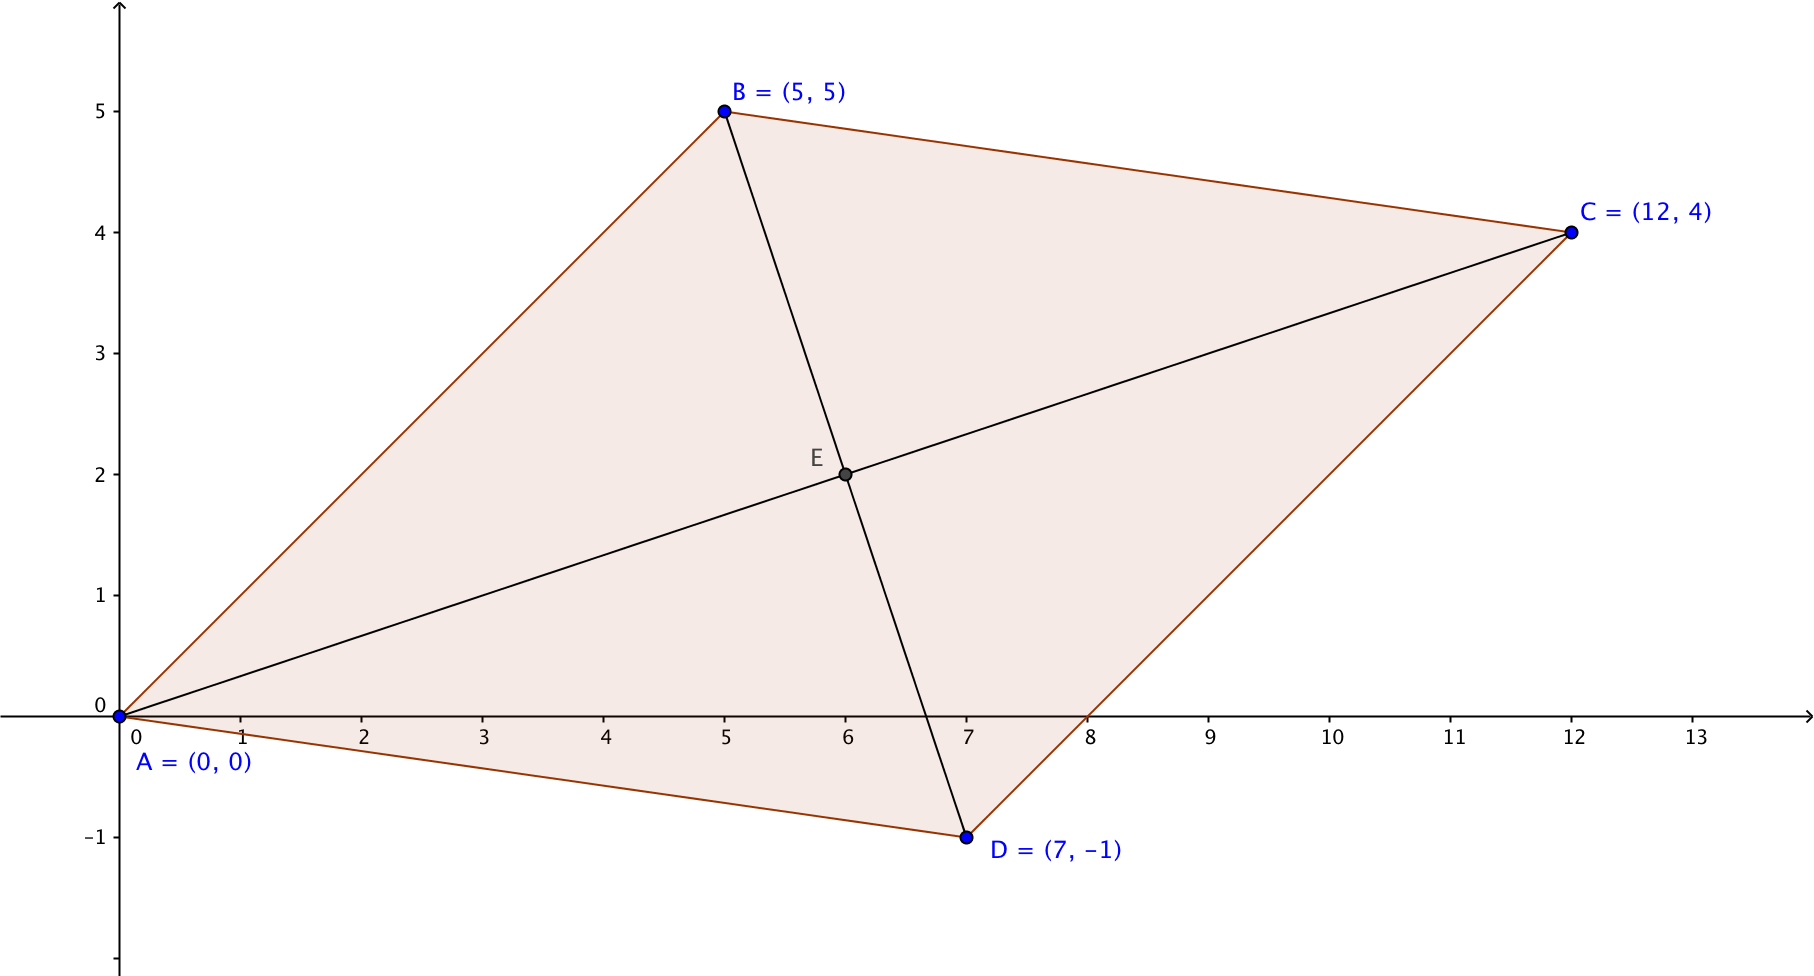 B = (5, 5)
5
C = (12, 4)
4
3
E
2
1
0
0 1 2 3 4 5 6 7 8 9 10 11 12 13
A = (0, 0)
–1
D = (7, –1)